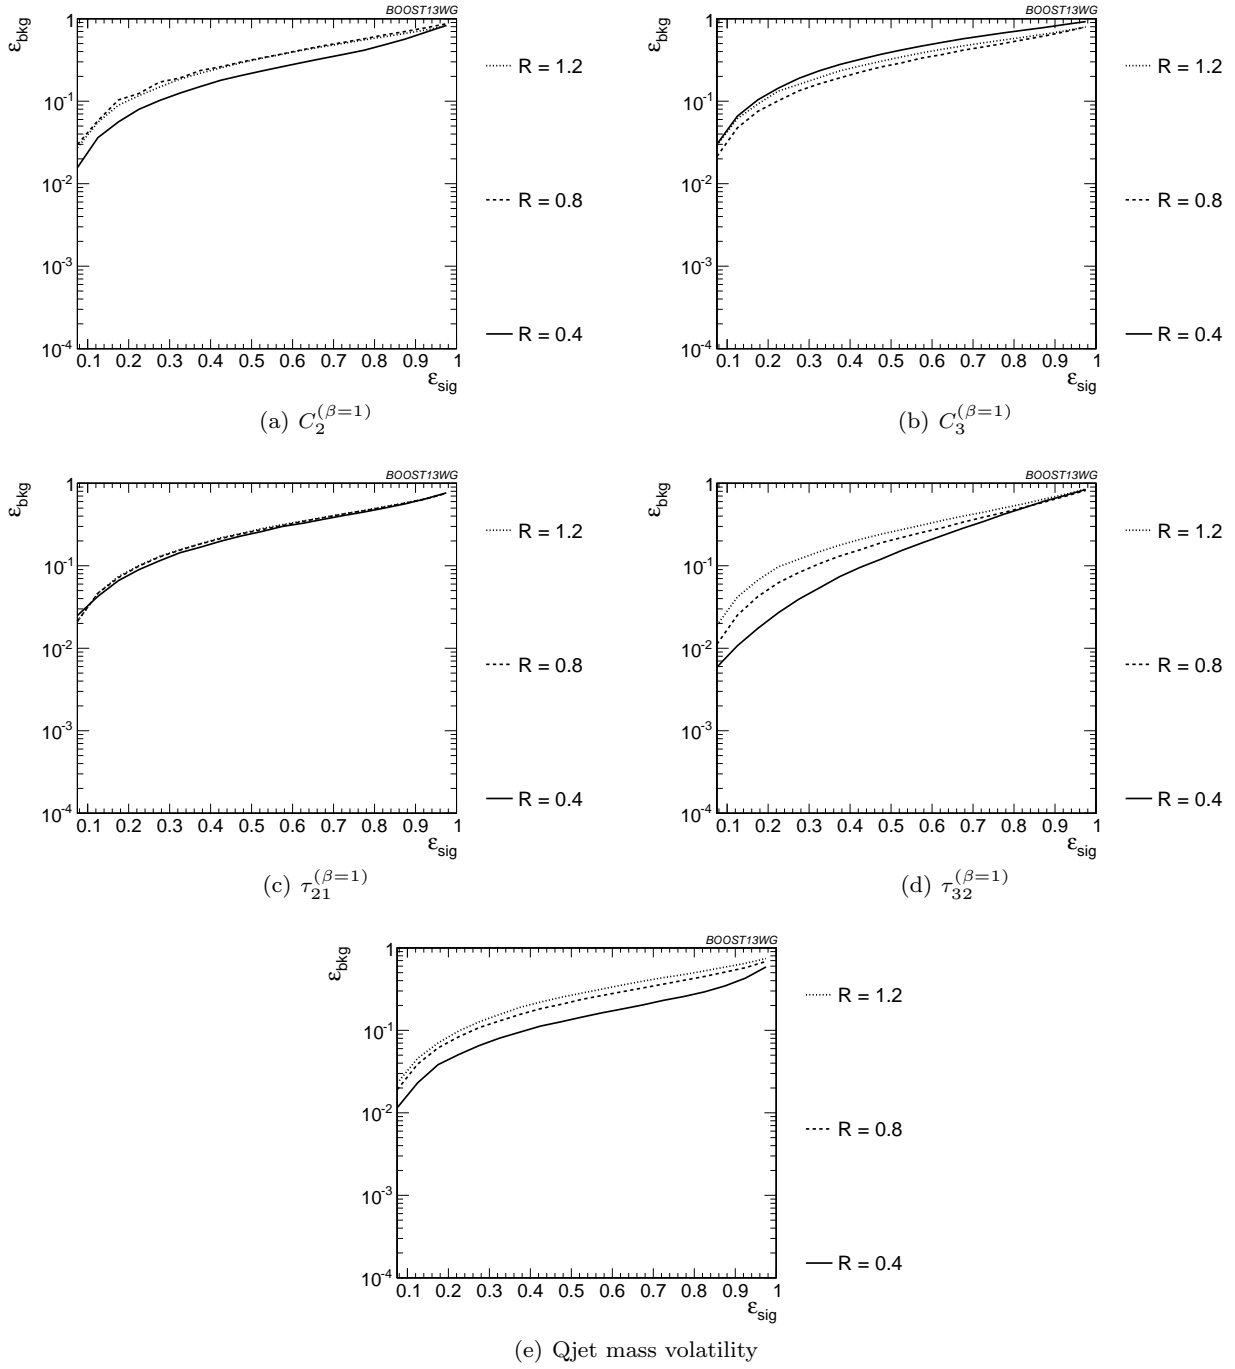 BOOST13WG
ε_bkg
1
10^-1
10^-2
10^-3
10^-4
0.1 0.2 0.3 0.4 0.5 0.6 0.7 0.8 0.9 1
ε_sig
R = 1.2
R = 0.8
R = 0.4
(a) C_2^(β=1)
BOOST13WG
ε_bkg
1
10^-1
10^-2
10^-3
10^-4
0.1 0.2 0.3 0.4 0.5 0.6 0.7 0.8 0.9 1
ε_sig
R = 1.2
R = 0.8
R = 0.4
(b) C_3^(β=1)
BOOST13WG
ε_bkg
1
10^-1
10^-2
10^-3
10^-4
0.1 0.2 0.3 0.4 0.5 0.6 0.7 0.8 0.9 1
ε_sig
R = 1.2
R = 0.8
R = 0.4
(c) τ_21^(β=1)
BOOST13WG
ε_bkg
1
10^-1
10^-2
10^-3
10^-4
0.1 0.2 0.3 0.4 0.5 0.6 0.7 0.8 0.9 1
ε_sig
R = 1.2
R = 0.8
R = 0.4
(d) τ_32^(β=1)
BOOST13WG
ε_bkg
1
10^-1
10^-2
10^-3
10^-4
0.1 0.2 0.3 0.4 0.5 0.6 0.7 0.8 0.9 1
ε_sig
R = 1.2
R = 0.8
R = 0.4
(e) Qjet mass volatility